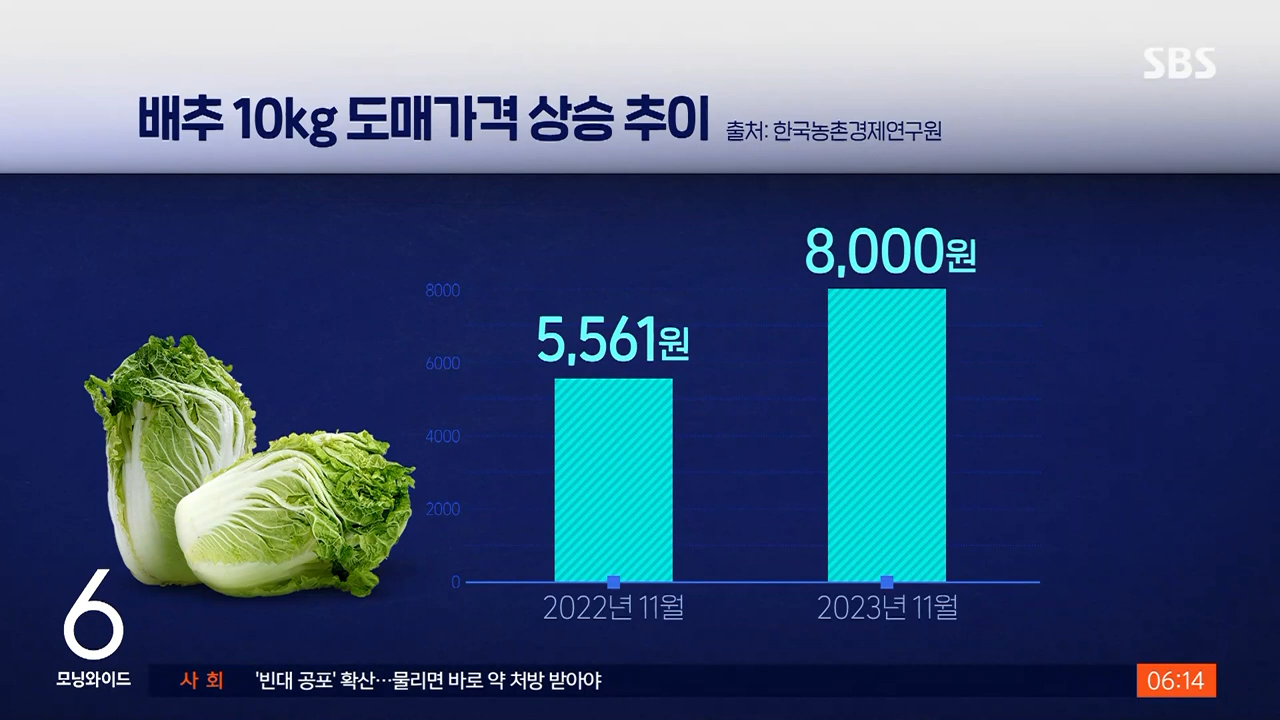 SBS
배추 10kg 도매가격 상승 추이 출처: 한국농촌경제연구원
8,000원
5,561원
8000
6000
4000
2000
0
2022년 11월 2023년 11월
6
모닝와이드
사 회 '빈대 공포' 확산…물리면 바로 약 처방 받아야
06:14